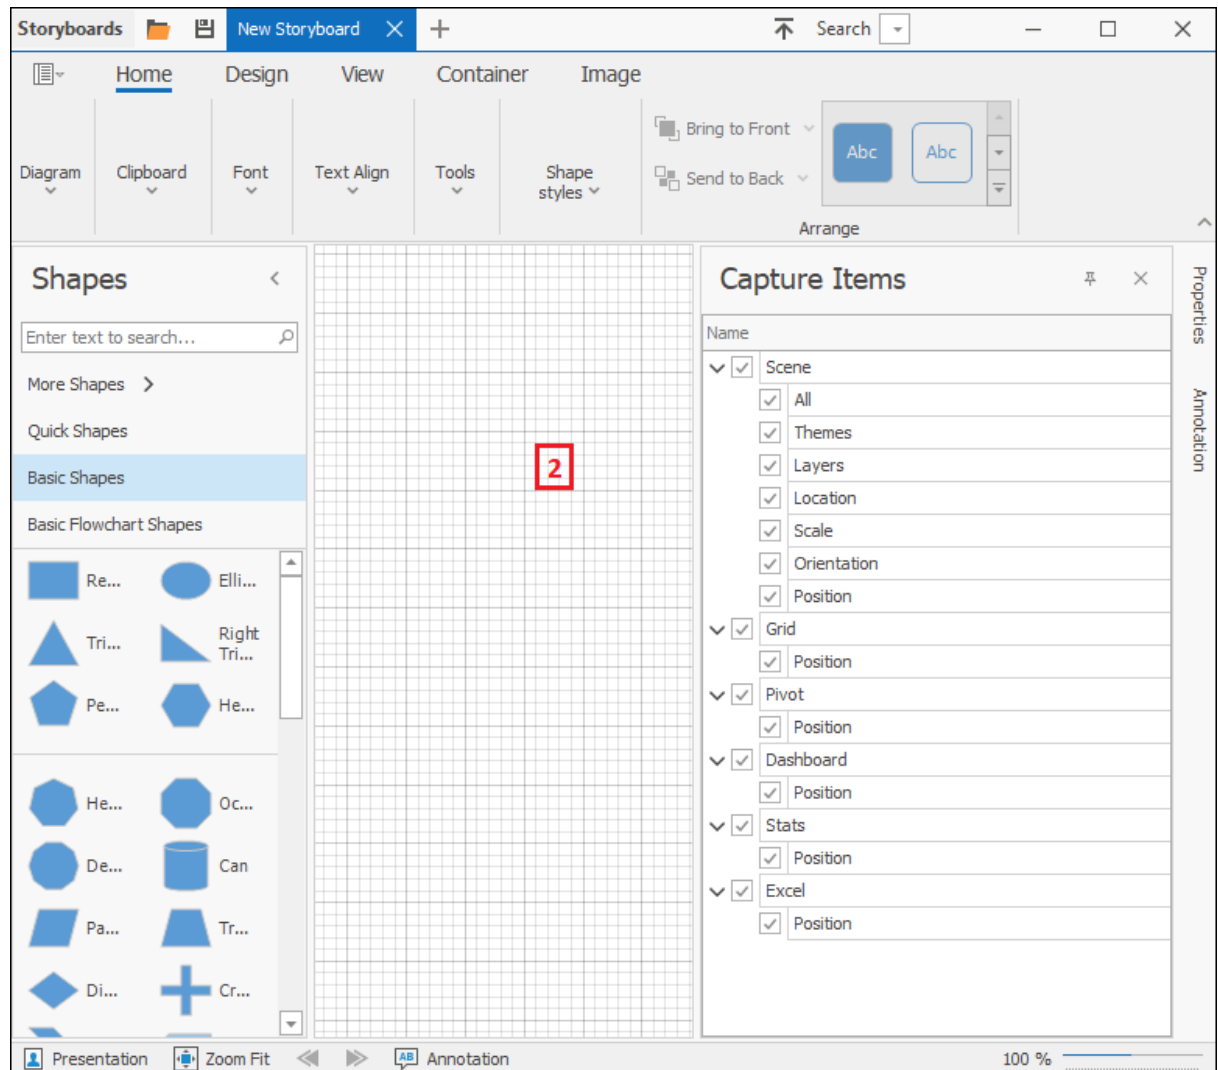 Storyboards New Storyboard Search
Home Design View Container Image
Diagram Clipboard Font Text Align Tools Shape styles
Bring to Front
Send to Back
Abc Abc
Arrange
Shapes
Enter text to search...
More Shapes
Quick Shapes
Basic Shapes
Basic Flowchart Shapes
Re... Elli...
Tri... Right Tri...
Pe... He...
He... Oc...
De... Can
Pa... Tr...
Di... Cr...
2
Capture Items
Name
Scene
All
Themes
Layers
Location
Scale
Orientation
Position
Grid
Position
Pivot
Position
Dashboard
Position
Stats
Position
Excel
Position
Properties
Annotation
Presentation Zoom Fit AB Annotation 100 %